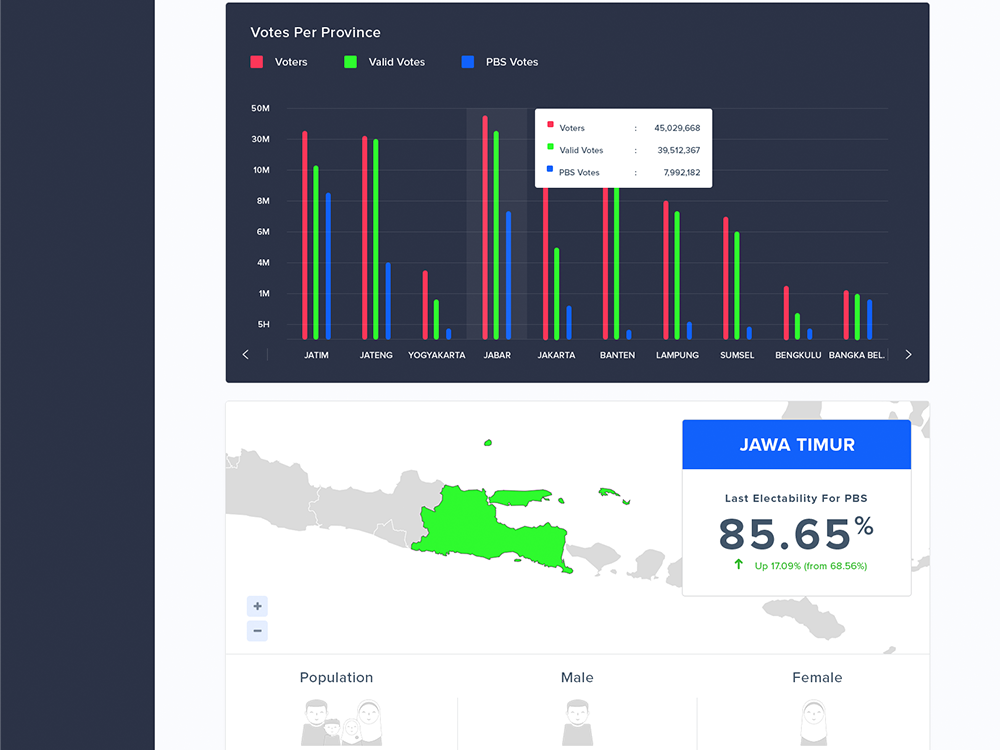 Votes Per Province
Voters Valid Votes PBS Votes
50M
30M
10M
8M
6M
4M
1M
5H
Voters : 45,029,668
Valid Votes : 39,512,367
PBS Votes : 7,992,182
JATIM JATENG YOGYAKARTA JABAR JAKARTA BANTEN LAMPUNG SUMSEL BENGKULU BANGKA BEL.
JAWA TIMUR
Last Electability For PBS
85.65%
Up 17.09% (from 68.56%)
+
−
Population Male Female